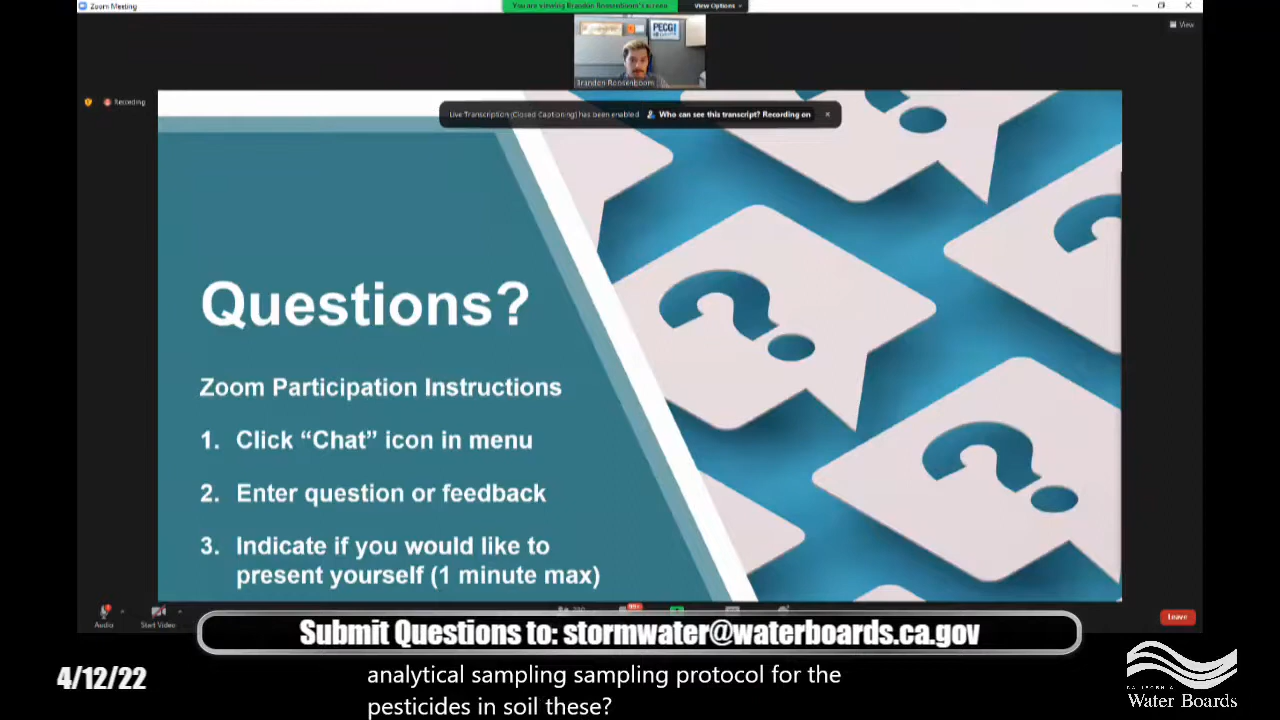 Zoom Meeting
You are viewing Brandon Roosenboom's screen
View Options
View
PECG
Brandon Roosenboom
Recording
Live Transcription (Closed Captioning) has been enabled
Who can see this transcript? Recording on
Questions?
Zoom Participation Instructions
1. Click “Chat” icon in menu
2. Enter question or feedback
3. Indicate if you would like to
present yourself (1 minute max)
Audio
Start Video
99+
Leave
Submit Questions to: stormwater@waterboards.ca.gov
4/12/22
analytical sampling sampling protocol for the
pesticides in soil these?
CALIFORNIA
Water Boards